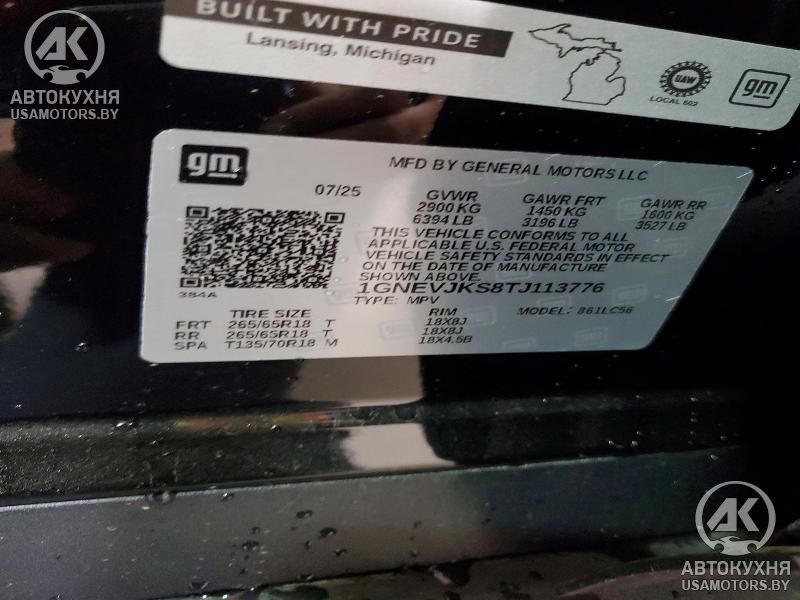 BUILT WITH PRIDE
Lansing, Michigan
UAW
LOCAL 602
gm
AK
АВТОКУХНЯ
USAMOTORS.BY
gm
MFD BY GENERAL MOTORS LLC
07/25
GVWR GAWR FRT GAWR RR
2900 KG 1450 KG 1600 KG
6394 LB 3196 LB 3527 LB
THIS VEHICLE CONFORMS TO ALL
APPLICABLE U.S. FEDERAL MOTOR
VEHICLE SAFETY STANDARDS IN EFFECT
ON THE DATE OF MANUFACTURE
SHOWN ABOVE.
384A
1GNEVJKS8TJ113776
TYPE: MPV MODEL: 861LC56
TIRE SIZE RIM
FRT 265/65R18 T 18X8J
RR 265/65R18 T 18X8J
SPA T135/70R18 M 18X4.5B
AK
АВТОКУХНЯ
USAMOTORS.BY